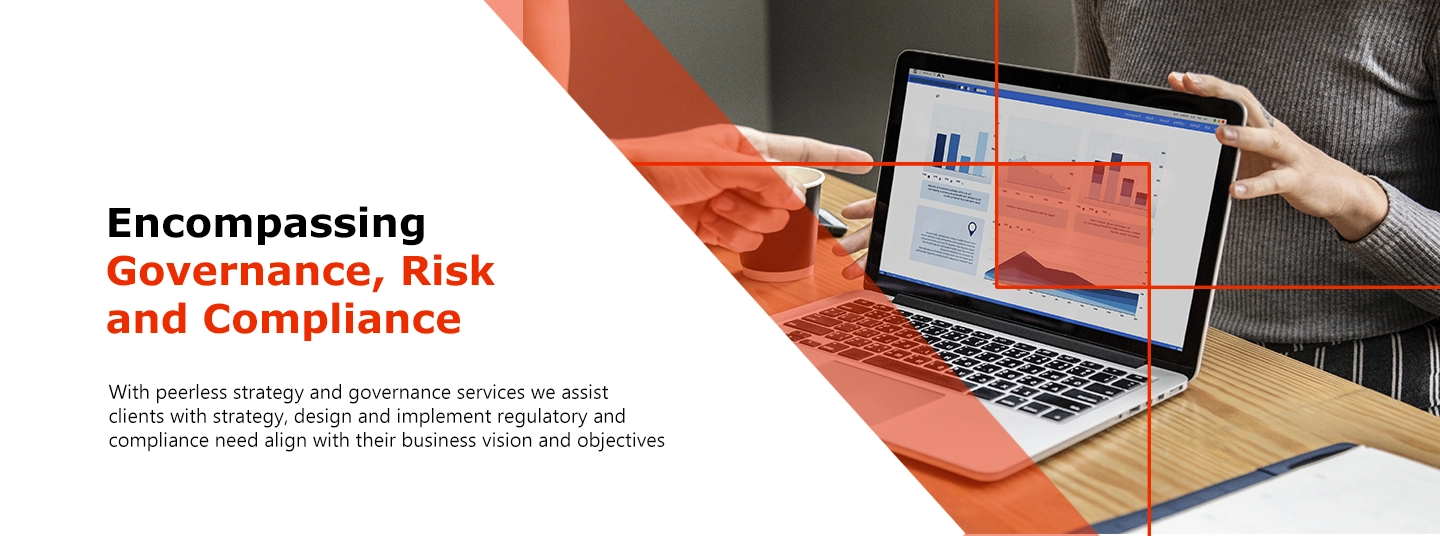 Encompassing
Governance, Risk
and Compliance
With peerless strategy and governance services we assist
clients with strategy, design and implement regulatory and
compliance need align with their business vision and objectives